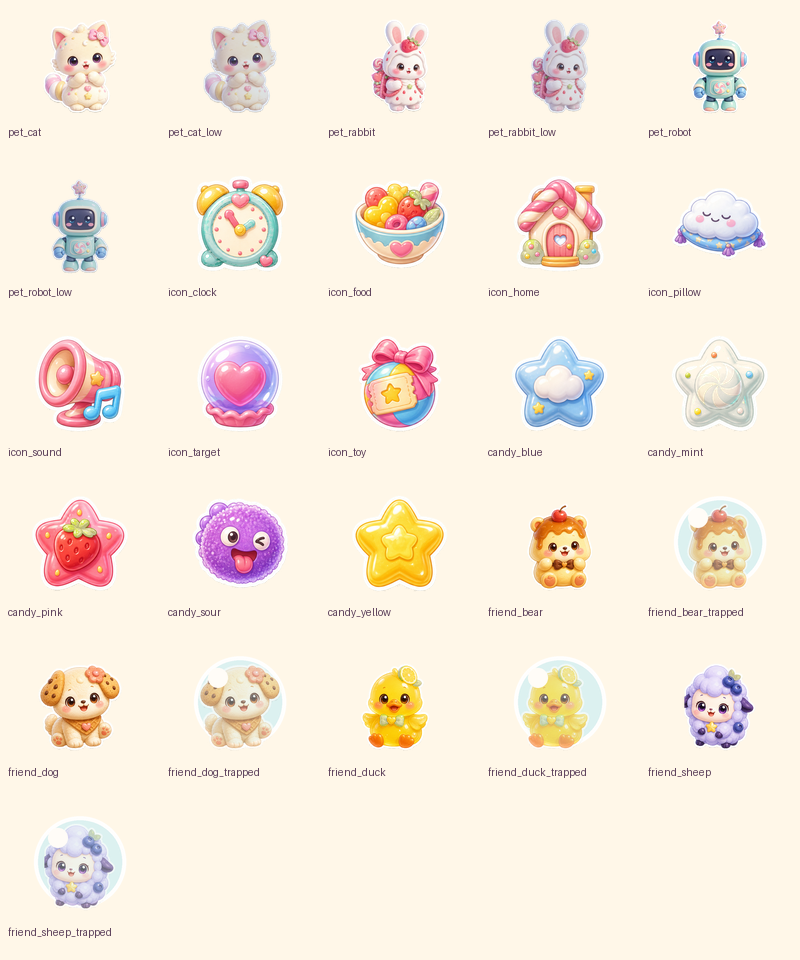 pet_cat
pet_cat_low
pet_rabbit
pet_rabbit_low
pet_robot
pet_robot_low
icon_clock
icon_food
icon_home
icon_pillow
icon_sound
icon_target
icon_toy
candy_blue
candy_mint
candy_pink
candy_sour
candy_yellow
friend_bear
friend_bear_trapped
friend_dog
friend_dog_trapped
friend_duck
friend_duck_trapped
friend_sheep
friend_sheep_trapped